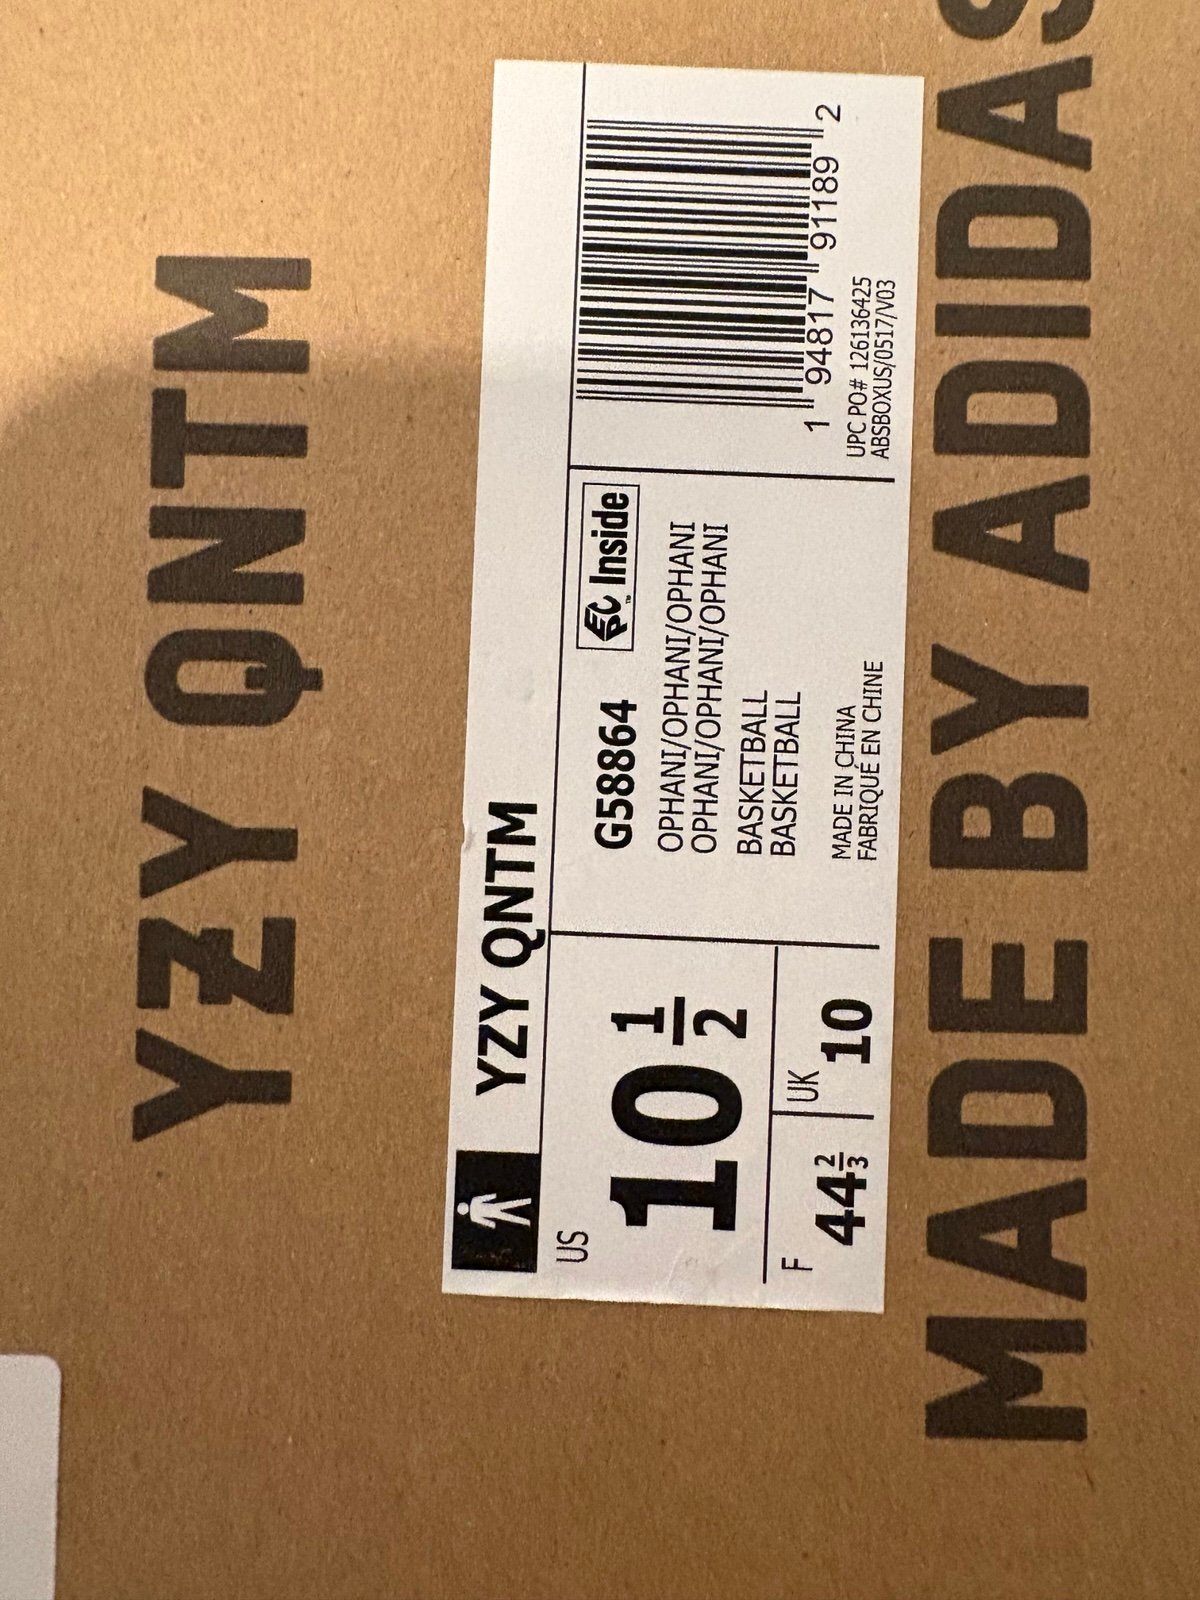 YZY QNTM
YZY QNTM
US
10 1/2
F
44 2/3
UK
10
G58864
EPC™ Inside
OPHANI/OPHANI/OPHANI
OPHANI/OPHANI/OPHANI
BASKETBALL
BASKETBALL
MADE IN CHINA
FABRIQUÉ EN CHINE
1 94817 91189 2
UPC PO# 126136425
ABSBOXUS/0517/V03
MADE BY ADIDAS